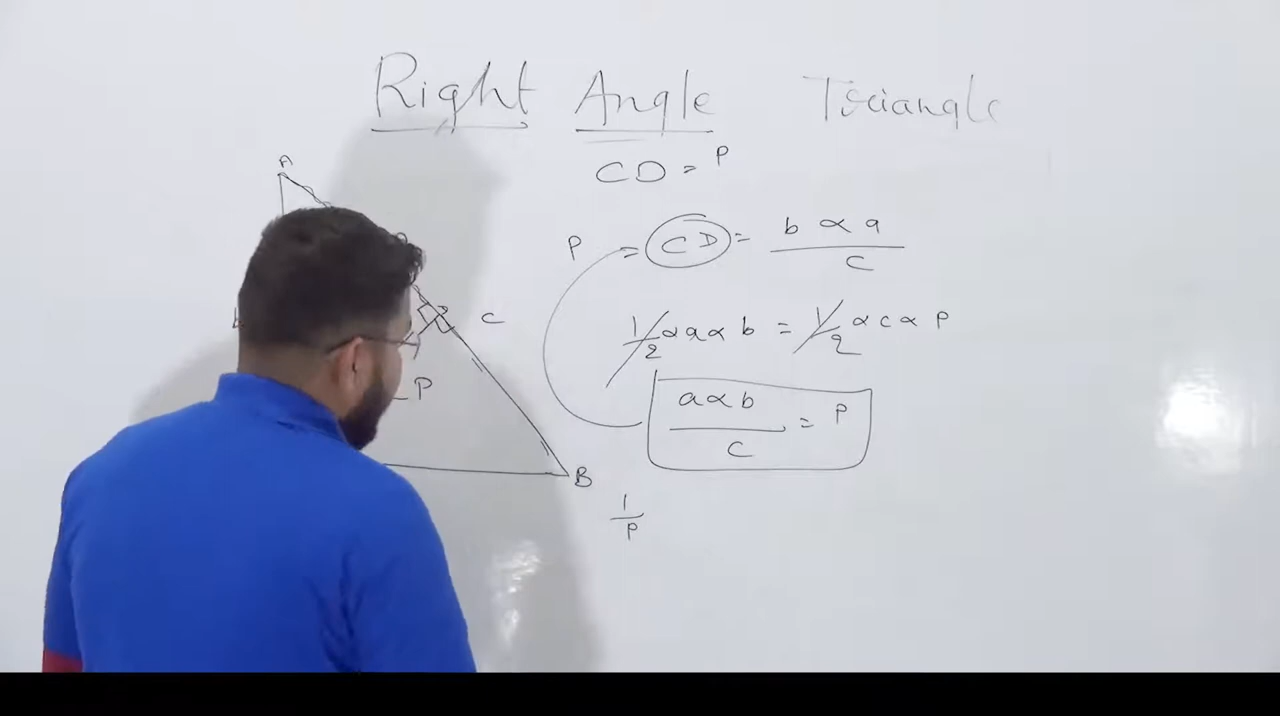 Right Angle Triangle
CD = P
A
P = CD = b × a / c
c
1/2 × a × b = 1/2 × c × P
P
a × b / c = P
B
1/P